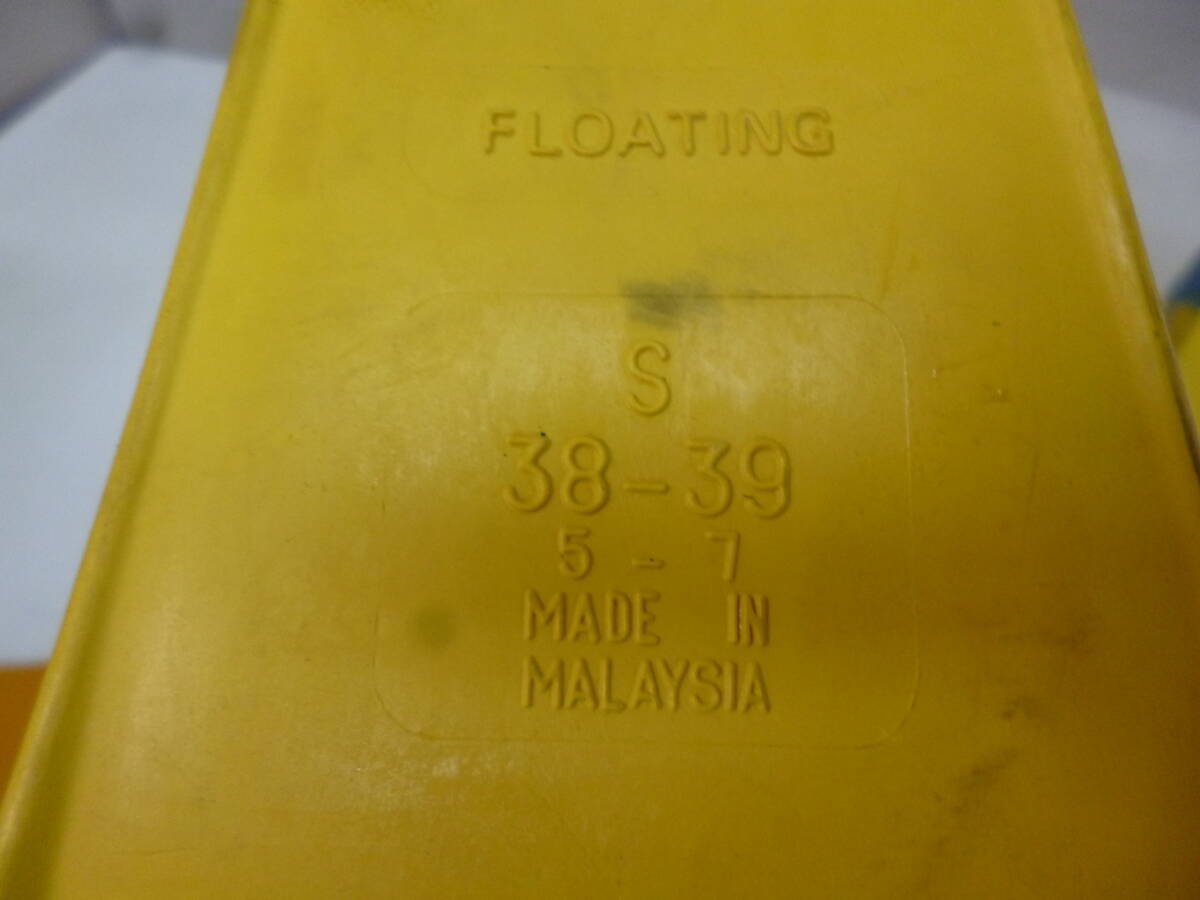 FLOATING
S
38-39
5-7
MADE IN
MALAYSIA